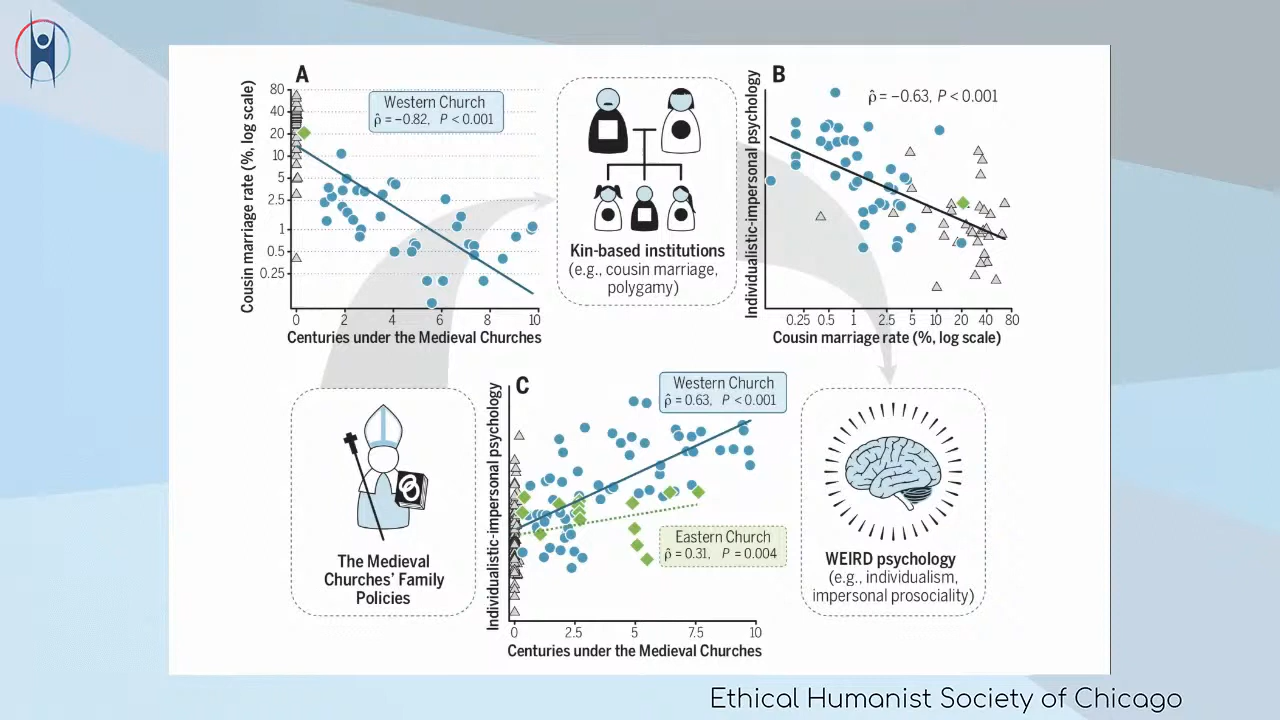 A
Cousin marriage rate (%, log scale)
80
40
20
10
5
2.5
1
0.5
0.25
Western Church
ρ̂ = −0.82, P < 0.001
0 2 4 6 8 10
Centuries under the Medieval Churches
Kin-based institutions
(e.g., cousin marriage,
polygamy)
B
Individualistic-impersonal psychology
ρ̂ = −0.63, P < 0.001
0.25 0.5 1 2.5 5 10 20 40 80
Cousin marriage rate (%, log scale)
The Medieval
Churches’ Family
Policies
C
Individualistic-impersonal psychology
Western Church
ρ̂ = 0.63, P < 0.001
Eastern Church
ρ̂ = 0.31, P = 0.004
0 2.5 5 7.5 10
Centuries under the Medieval Churches
WEIRD psychology
(e.g., individualism,
impersonal prosociality)
Ethical Humanist Society of Chicago